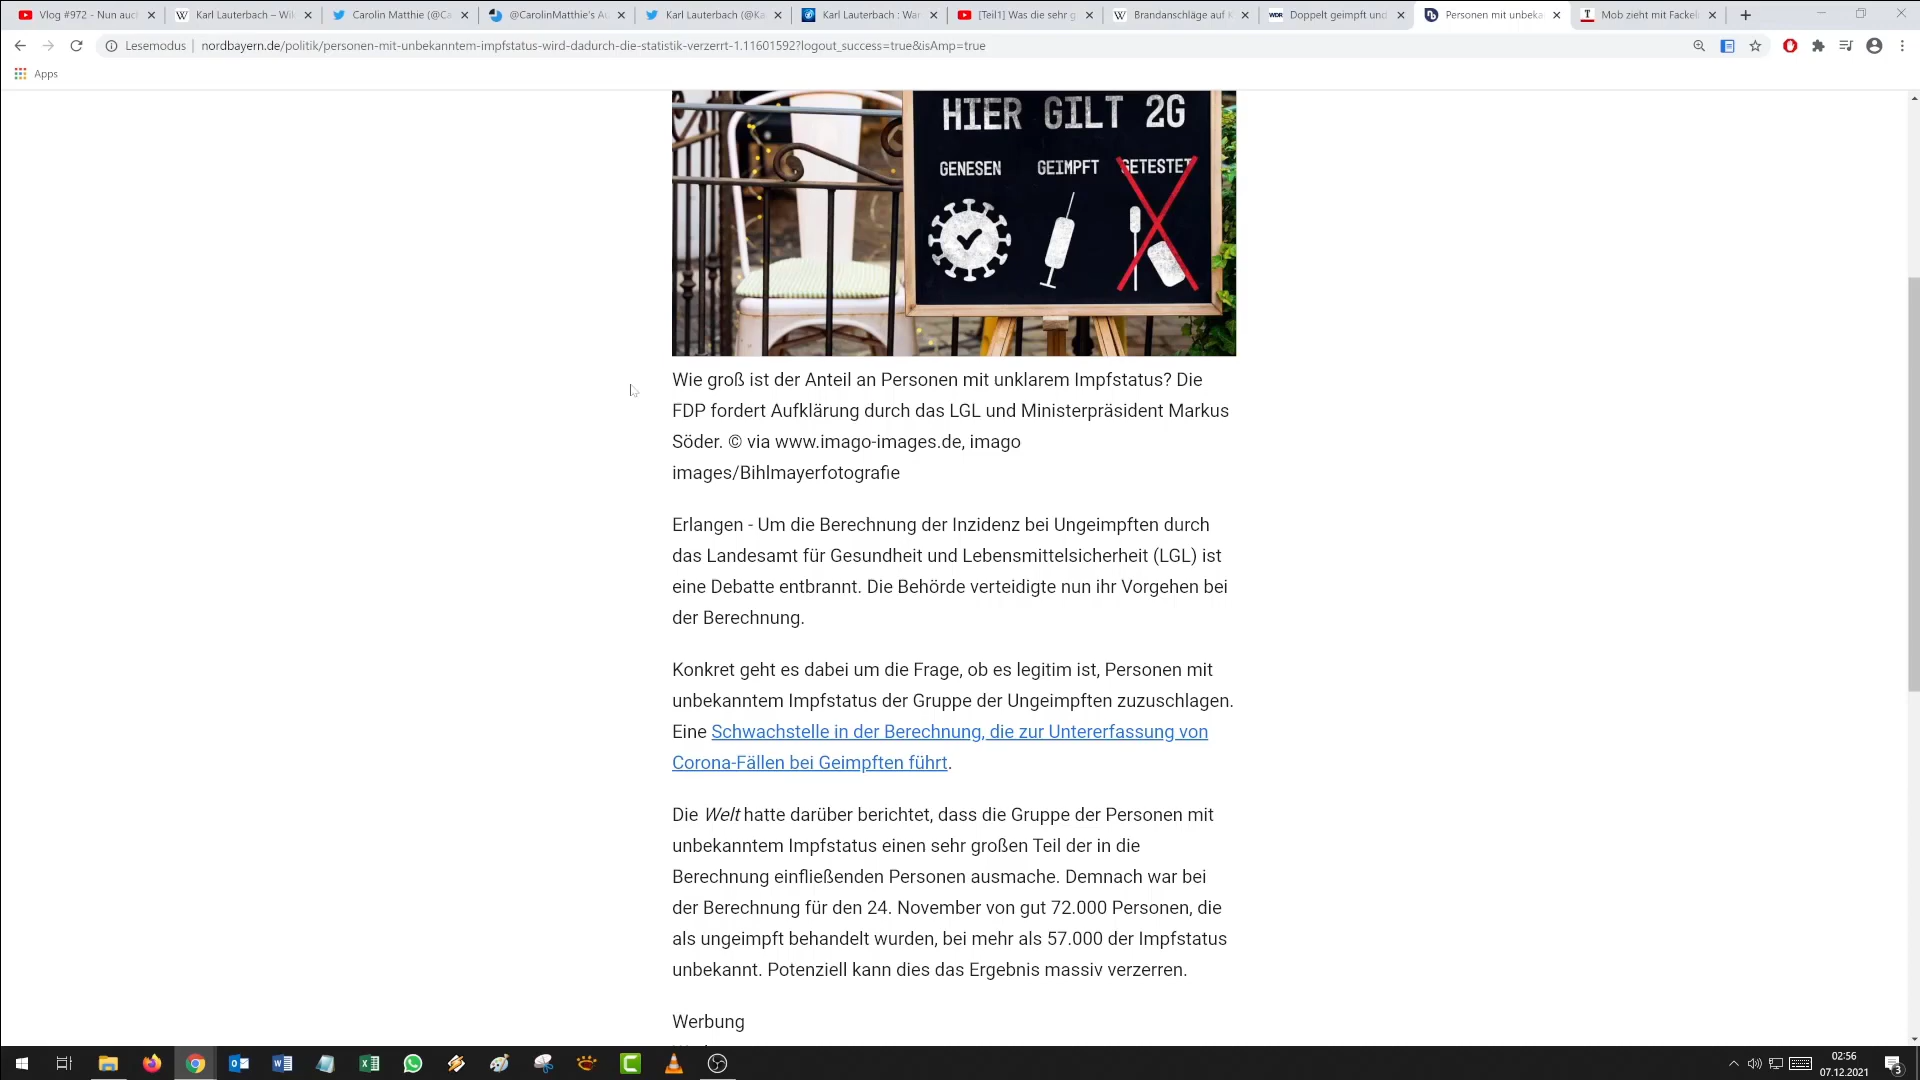 Vlog #972 - Nun auc
Karl Lauterbach – Wi
Carolin Matthie (@C
@CarolinMatthie's A
Karl Lauterbach (@K
Karl Lauterbach : Wa
[Teil1] Was die sehr g
Brandanschläge auf K
WDR Doppelt geimpft und
Personen mit unbeka
Mob zieht mit Fackel
Lesemodus
nordbayern.de/politik/personen-mit-unbekanntem-impfstatus-wird-dadurch-die-statistik-verzerrt-1.11601592?logout_success=true&isAmp=true
Apps
HIER GILT 2G
GENESEN GEIMPFT GETESTET
Wie groß ist der Anteil an Personen mit unklarem Impfstatus? Die
FDP fordert Aufklärung durch das LGL und Ministerpräsident Markus
Söder. © via www.imago-images.de, imago
images/Bihlmayerfotografie
Erlangen - Um die Berechnung der Inzidenz bei Ungeimpften durch
das Landesamt für Gesundheit und Lebensmittelsicherheit (LGL) ist
eine Debatte entbrannt. Die Behörde verteidigte nun ihr Vorgehen bei
der Berechnung.
Konkret geht es dabei um die Frage, ob es legitim ist, Personen mit
unbekanntem Impfstatus der Gruppe der Ungeimpften zuzuschlagen.
Eine Schwachstelle in der Berechnung, die zur Untererfassung von
Corona-Fällen bei Geimpften führt.
Die Welt hatte darüber berichtet, dass die Gruppe der Personen mit
unbekanntem Impfstatus einen sehr großen Teil der in die
Berechnung einfließenden Personen ausmache. Demnach war bei
der Berechnung für den 24. November von gut 72.000 Personen, die
als ungeimpft behandelt wurden, bei mehr als 57.000 der Impfstatus
unbekannt. Potenziell kann dies das Ergebnis massiv verzerren.
Werbung
02:56
07.12.2021
3